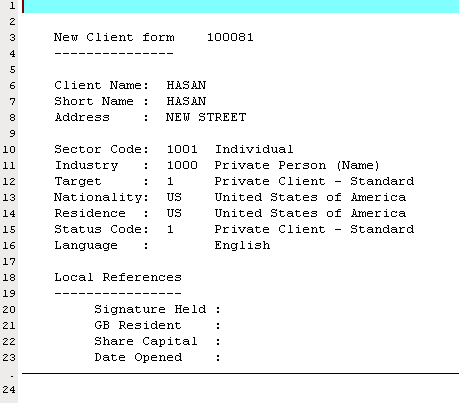 1
2
3 New Client form 100081
4 ---------------
5
6 Client Name: HASAN
7 Short Name : HASAN
8 Address : NEW STREET
9
10 Sector Code: 1001 Individual
11 Industry : 1000 Private Person (Name)
12 Target : 1 Private Client - Standard
13 Nationality: US United States of America
14 Residence : US United States of America
15 Status Code: 1 Private Client - Standard
16 Language : English
17
18 Local References
19 ----------------
20 Signature Held :
21 GB Resident :
22 Share Capital :
23 Date Opened :
.
24